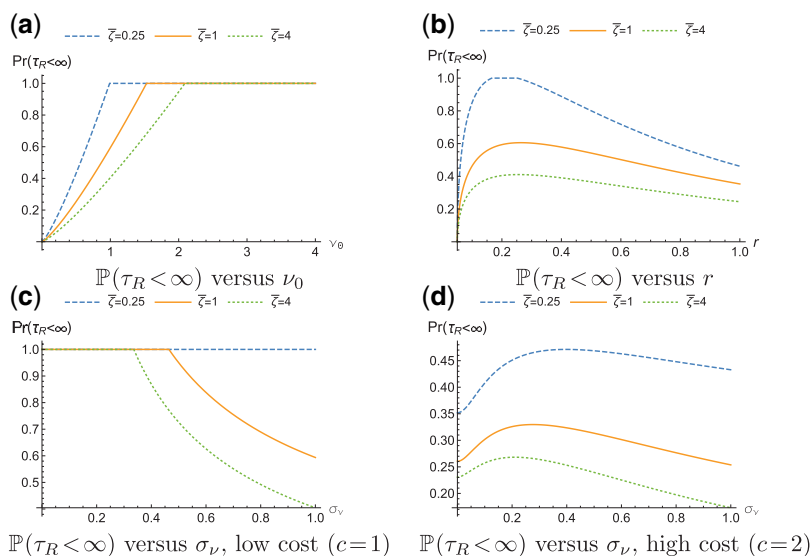 (a)
ζ̅=0.25 ζ̅=1 ζ̅=4
Pr(τR<∞)
1.0
0.8
0.6
0.4
0.2
0 1 2 3 4 ν0
ℙ(τR<∞) versus ν0
(b)
ζ̅=0.25 ζ̅=1 ζ̅=4
Pr(τR<∞)
1.0
0.8
0.6
0.4
0.2
0.2 0.4 0.6 0.8 1.0 r
ℙ(τR<∞) versus r
(c)
ζ̅=0.25 ζ̅=1 ζ̅=4
Pr(τR<∞)
1.0
0.9
0.8
0.7
0.6
0.5
0.2 0.4 0.6 0.8 1.0 σν
ℙ(τR<∞) versus σν, low cost (c=1)
(d)
ζ̅=0.25 ζ̅=1 ζ̅=4
Pr(τR<∞)
0.45
0.40
0.35
0.30
0.25
0.20
0.2 0.4 0.6 0.8 1.0 σν
ℙ(τR<∞) versus σν, high cost (c=2)